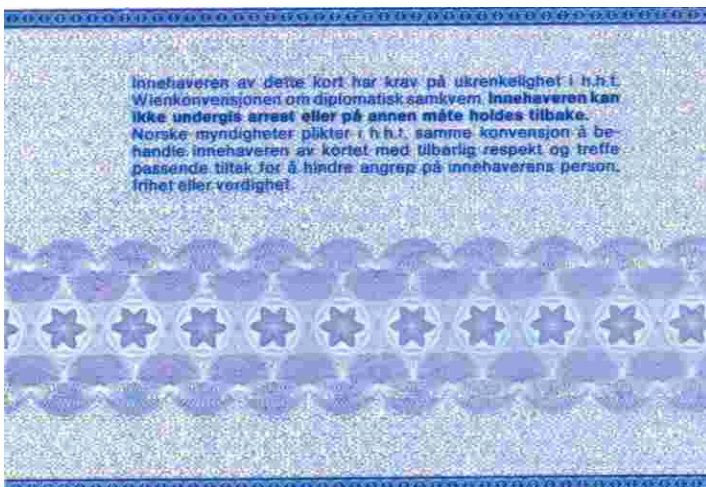 Innehaveren av dette kort har krav på ukrenkelighet i h.h.t.
Wienkonvensjonen om diplomatisk samkvem. Innehaveren kan
ikke undergis arrest eller på annen måte holdes tilbake.
Norske myndigheter plikter i h.h.t. samme konvensjon å be-
handle innehaveren av kortet med tilbørlig respekt og treffe
passende tiltak for å hindre angrep på innehaverens person,
frihet eller verdighet.